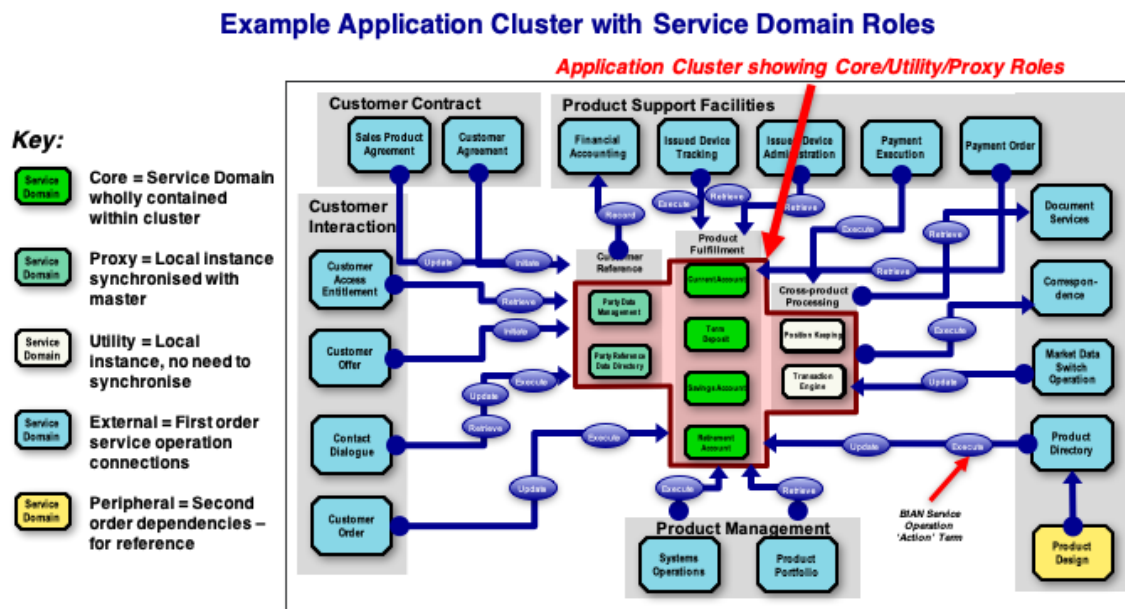 Example Application Cluster with Service Domain Roles
Application Cluster showing Core/Utility/Proxy Roles
Key:
Service
Domain
Core = Service Domain
wholly contained
within cluster
Service
Domain
Proxy = Local instance
synchronised with
master
Service
Domain
Utility = Local
instance, no need to
synchronise
Service
Domain
External = First order
service operation
connections
Service
Domain
Peripheral = Second
order dependencies –
for reference
Customer Contract
Sales Product
Agreement
Customer
Agreement
Product Support Facilities
Financial
Accounting
Issued Device
Tracking
Issued Device
Administration
Payment
Execution
Payment Order
Customer
Interaction
Customer
Access
Entitlement
Customer
Offer
Contact
Dialogue
Customer
Order
Update
Initiate
Retrieve
Initiate
Execute
Update
Retrieve
Execute
Update
Record
Execute
Retrieve
Retrieve
Execute
Retrieve
Retrieve
Customer
Reference
Party Data
Management
Party Reference
Data Directory
Product
Fulfillment
Current Account
Term
Deposit
Savings Account
Retirement
Account
Cross-product
Processing
Position Keeping
Transaction
Engine
Execute
Update
Update
Execute
Document
Services
Correspon-
dence
Market Data
Switch
Operation
Product
Directory
Product
Design
BIAN Service
Operation
'Action' Term
Execute
Retrieve
Product Management
Systems
Operations
Product
Portfolio